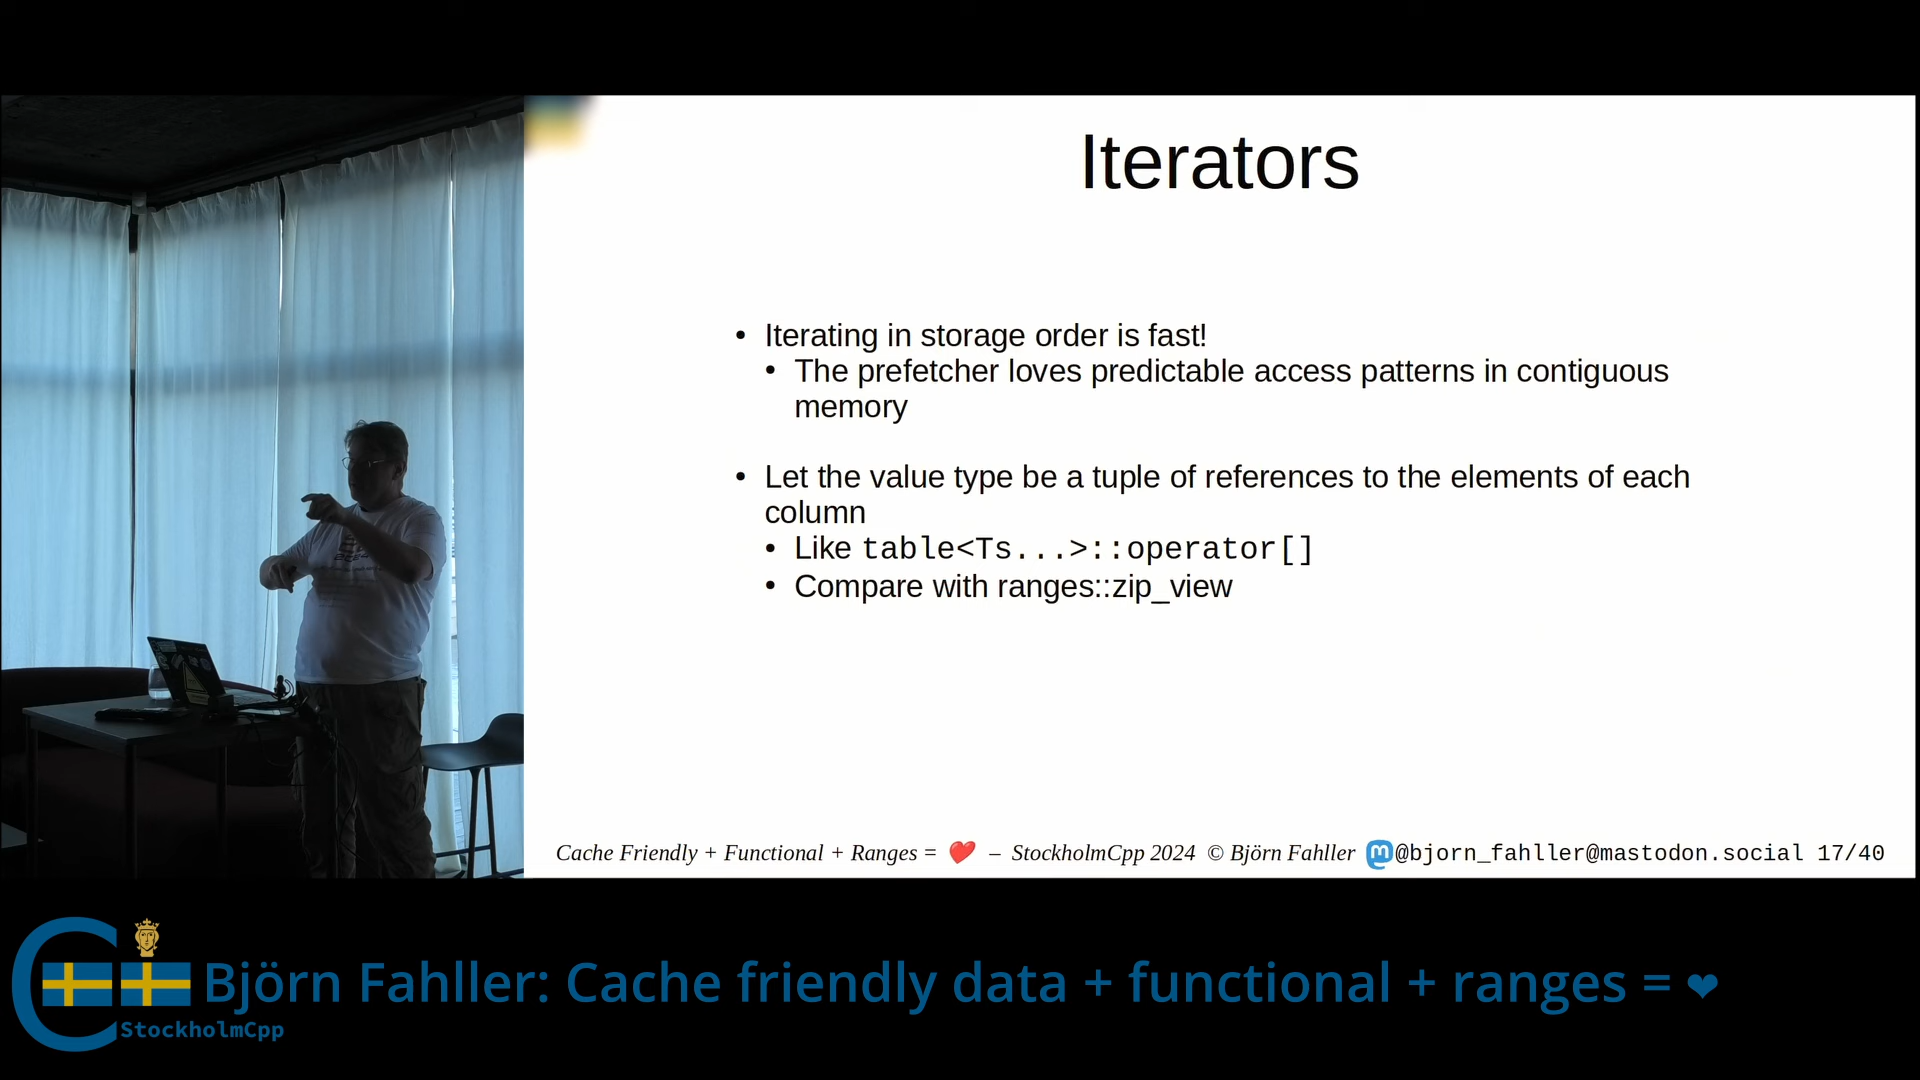 Iterators
• Iterating in storage order is fast!
• The prefetcher loves predictable access patterns in contiguous
memory
• Let the value type be a tuple of references to the elements of each
column
• Like table<Ts...>::operator[]
• Compare with ranges::zip_view
Cache Friendly + Functional + Ranges = ❤️ – StockholmCpp 2024 © Björn Fahller @bjorn_fahller@mastodon.social 17/40
Björn Fahller: Cache friendly data + functional + ranges = ❤
StockholmCpp